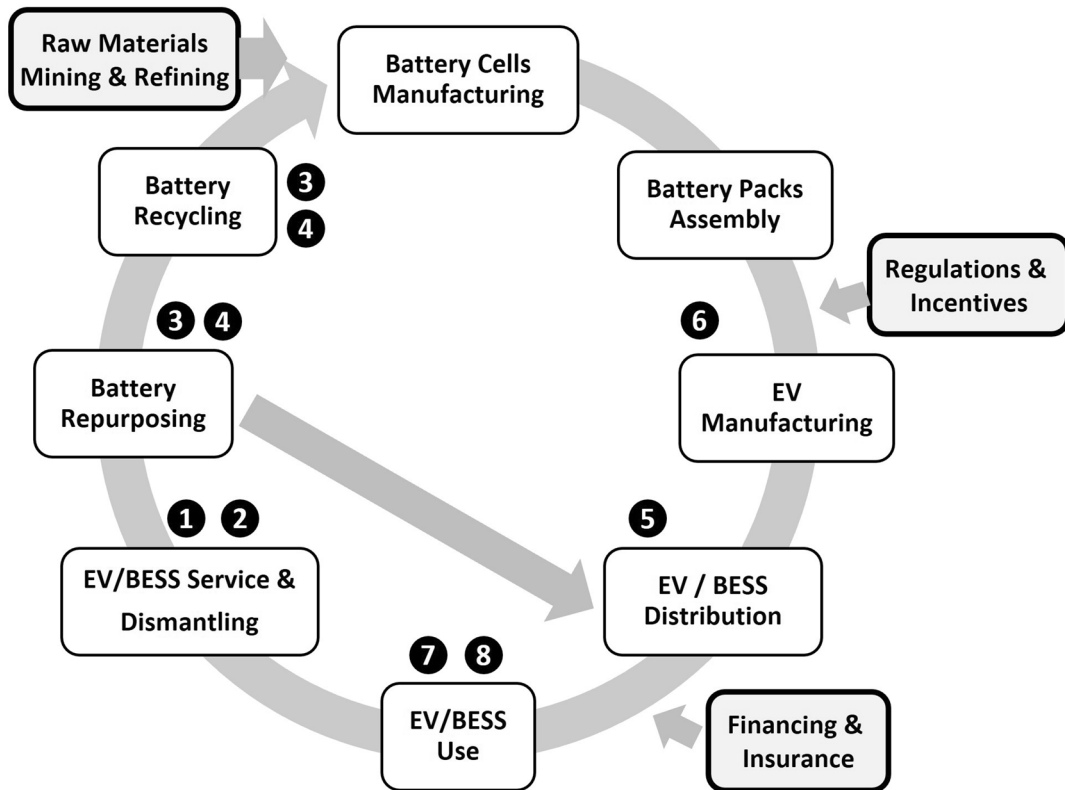 Raw Materials
Mining & Refining
Battery Cells
Manufacturing
Battery Packs
Assembly
Regulations &
Incentives
6
EV
Manufacturing
5
EV / BESS
Distribution
Financing &
Insurance
7 8
EV/BESS
Use
1 2
EV/BESS Service &
Dismantling
3 4
Battery
Repurposing
Battery
Recycling
3
4